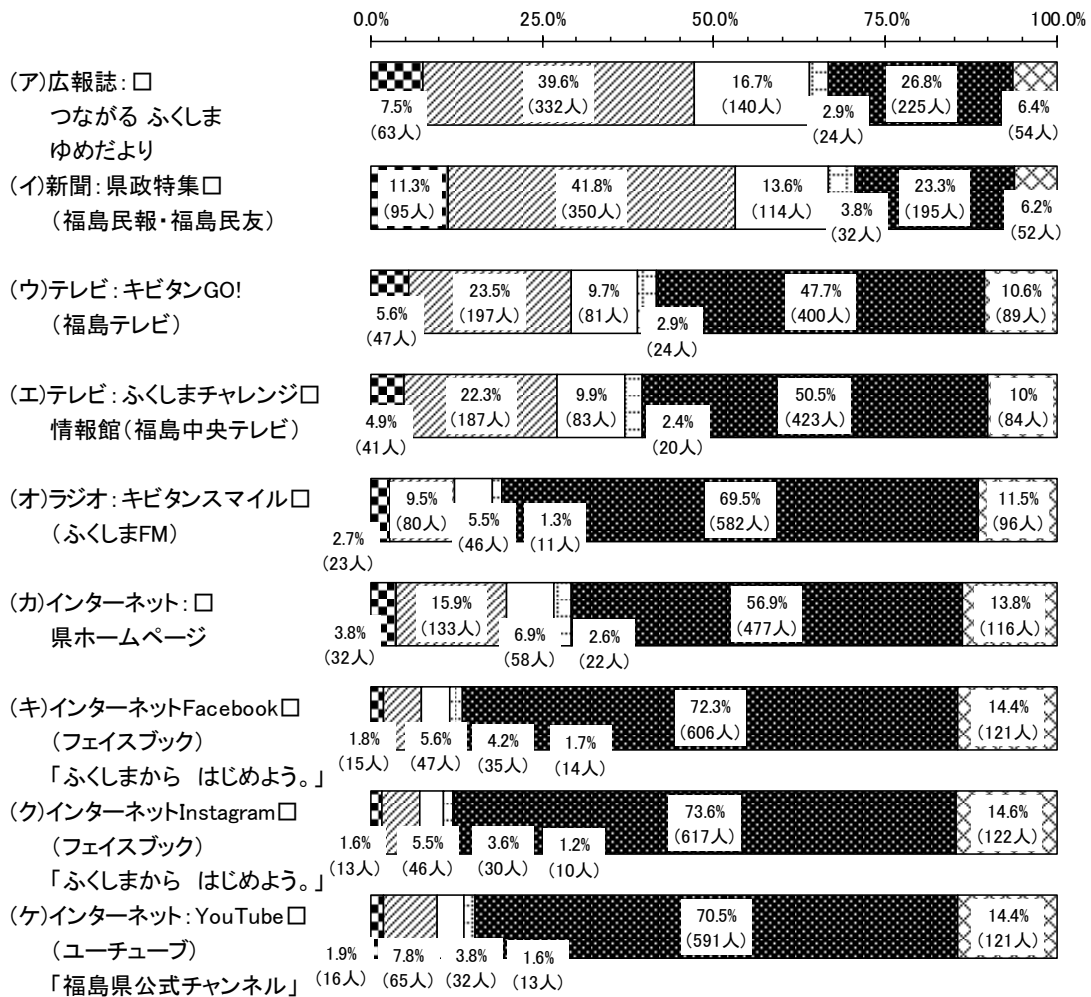 0.0% 25.0% 50.0% 75.0% 100.0%
(ア)広報誌:□
つながる ふくしま
ゆめだより
7.5% 39.6% 16.7% 2.9% 26.8% 6.4%
(63人) (332人) (140人) (24人) (225人) (54人)
(イ)新聞:県政特集□
(福島民報・福島民友)
11.3% 41.8% 13.6% 3.8% 23.3% 6.2%
(95人) (350人) (114人) (32人) (195人) (52人)
(ウ)テレビ:キビタンGO!
(福島テレビ)
5.6% 23.5% 9.7% 2.9% 47.7% 10.6%
(47人) (197人) (81人) (24人) (400人) (89人)
(エ)テレビ:ふくしまチャレンジ□
情報館(福島中央テレビ)
4.9% 22.3% 9.9% 2.4% 50.5% 10%
(41人) (187人) (83人) (20人) (423人) (84人)
(オ)ラジオ:キビタンスマイル□
(ふくしまFM)
2.7% 9.5% 5.5% 1.3% 69.5% 11.5%
(23人) (80人) (46人) (11人) (582人) (96人)
(カ)インターネット:□
県ホームページ
3.8% 15.9% 6.9% 2.6% 56.9% 13.8%
(32人) (133人) (58人) (22人) (477人) (116人)
(キ)インターネットFacebook□
(フェイスブック)
「ふくしまから はじめよう。」
1.8% 5.6% 4.2% 1.7% 72.3% 14.4%
(15人) (47人) (35人) (14人) (606人) (121人)
(ク)インターネットInstagram□
(フェイスブック)
「ふくしまから はじめよう。」
1.6% 5.5% 3.6% 1.2% 73.6% 14.6%
(13人) (46人) (30人) (10人) (617人) (122人)
(ケ)インターネット:YouTube□
(ユーチューブ)
「福島県公式チャンネル」
1.9% 7.8% 3.8% 1.6% 70.5% 14.4%
(16人) (65人) (32人) (13人) (591人) (121人)